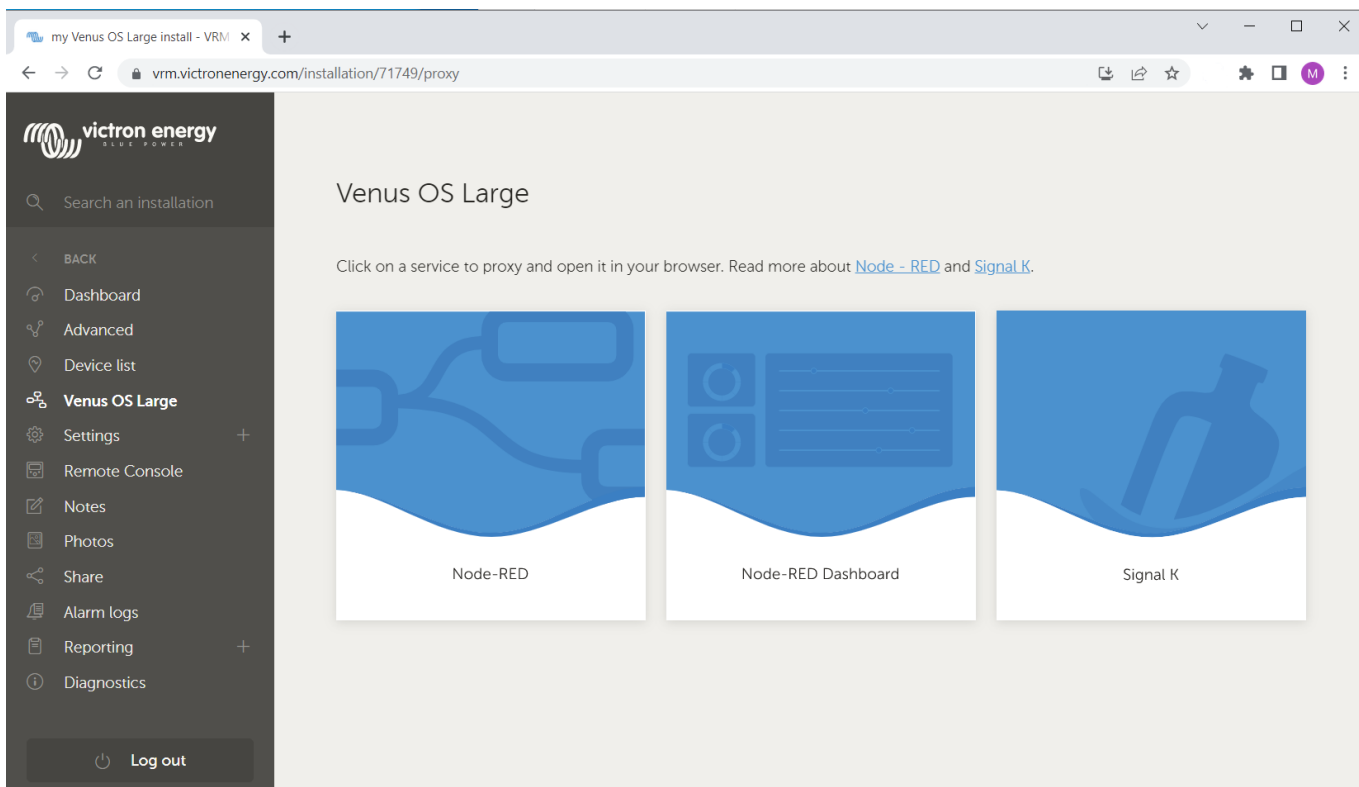 my Venus OS Large install - VRM
vrm.victronenergy.com/installation/71749/proxy
M
victron energy
BLUE POWER
Search an installation
BACK
Dashboard
Advanced
Device list
Venus OS Large
Settings
Remote Console
Notes
Photos
Share
Alarm logs
Reporting
Diagnostics
Log out
Venus OS Large
Click on a service to proxy and open it in your browser. Read more about Node - RED and Signal K.
Node-RED
Node-RED Dashboard
Signal K